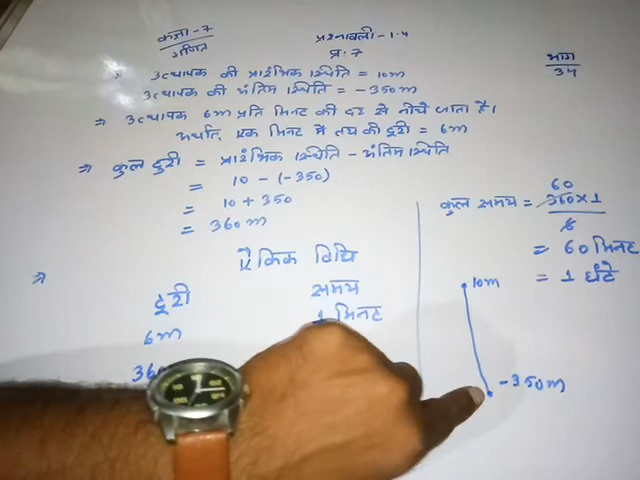 कक्षा-7
गणित
प्रश्नावली-1.4
प्र. 7
भाग
34
उत्थापक की प्रारंभिक स्थिति = 10m
उत्थापक की अंतिम स्थिति = -350m
⇒ उत्थापक 6m प्रति मिनट की दर से नीचे जाता है।
अर्थात, एक मिनट में तय की दूरी = 6m
⇒ कुल दूरी = प्रारंभिक स्थिति - अंतिम स्थिति
= 10 - (-350)
= 10 + 350
= 360m
कुल समय = 360 × 1
60
6
= 60 मिनट
= 1 घंटे
⇒ ऐकिक विधि
दूरी समय
6m 1 मिनट
10m
-350m